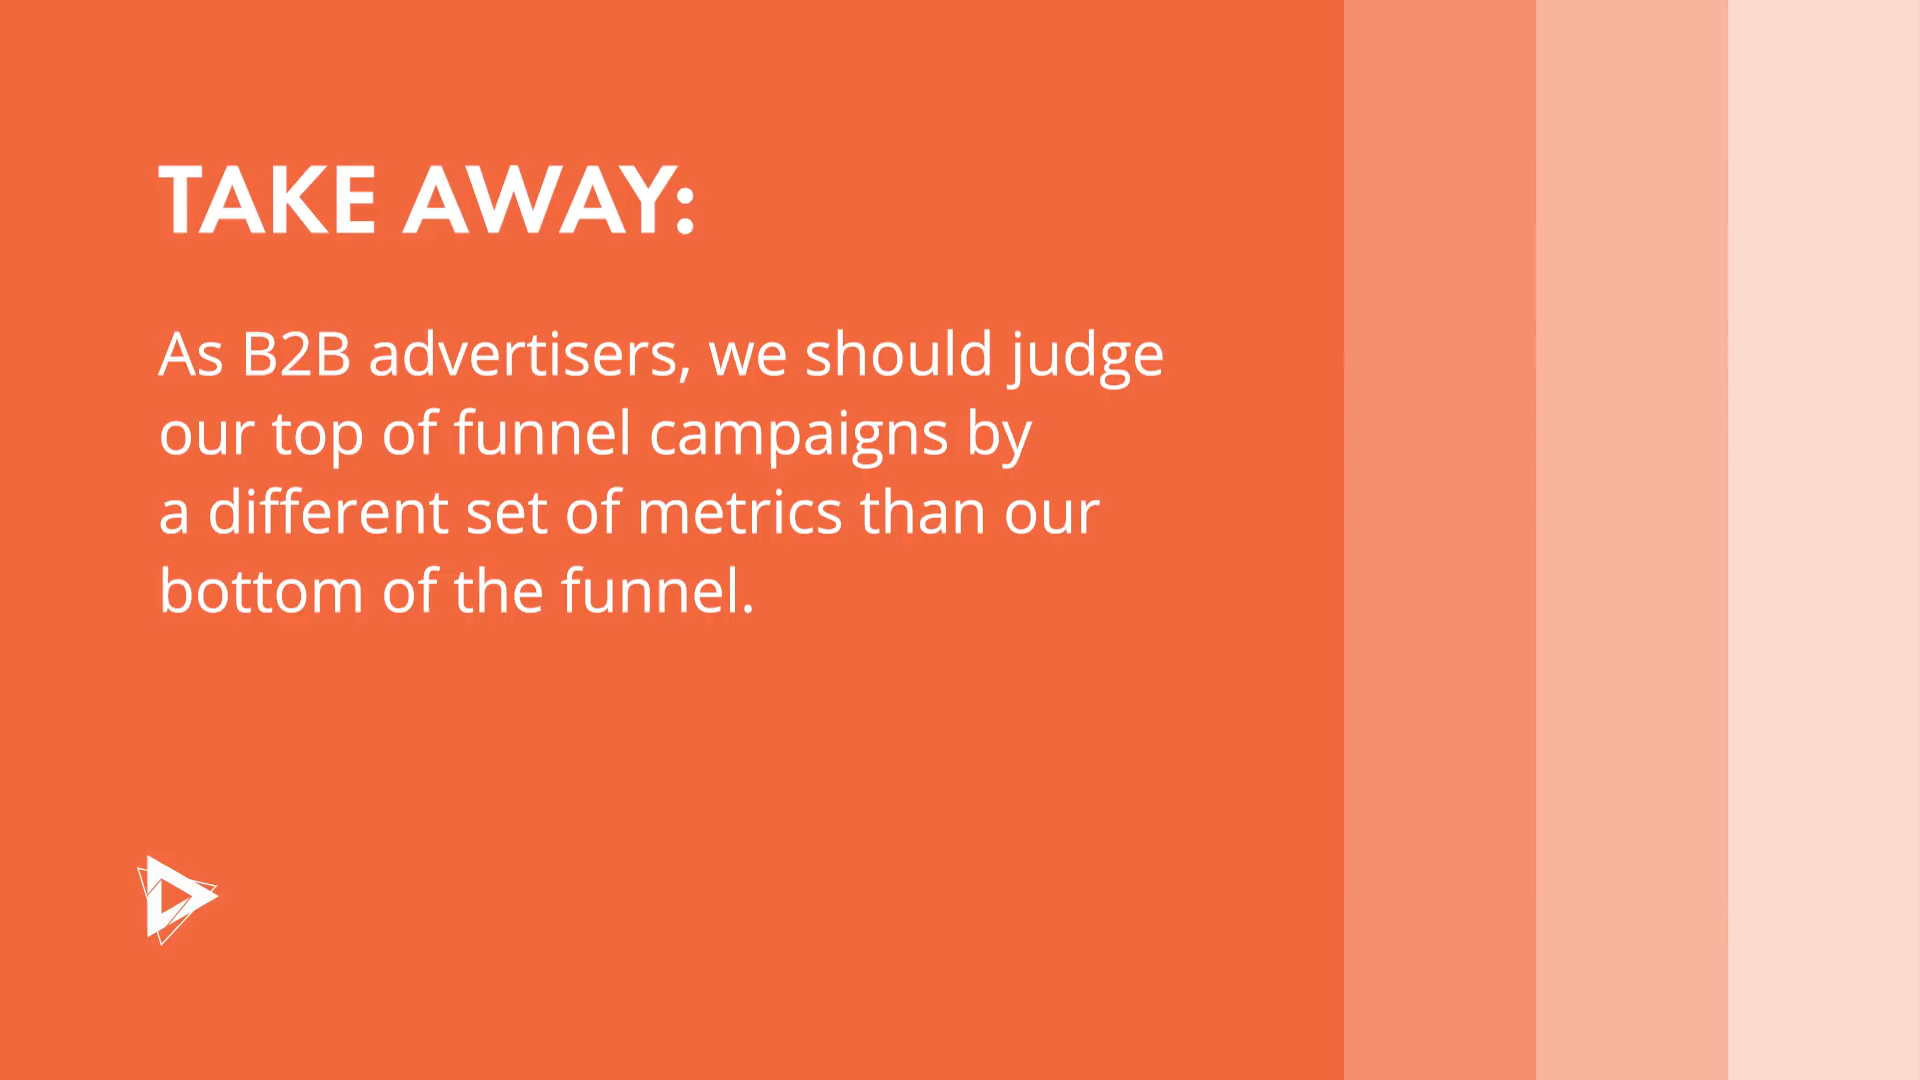 TAKE AWAY:
As B2B advertisers, we should judge
our top of funnel campaigns by
a different set of metrics than our
bottom of the funnel.